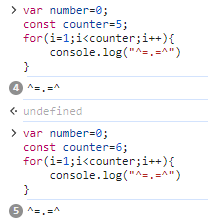 > var number=0;
const counter=5;
for(i=1;i<counter;i++){
    console.log("^=.=^")
}
4 ^=.=^
< undefined
> var number=0;
const counter=6;
for(i=1;i<counter;i++){
    console.log("^=.=^")
}
5 ^=.=^